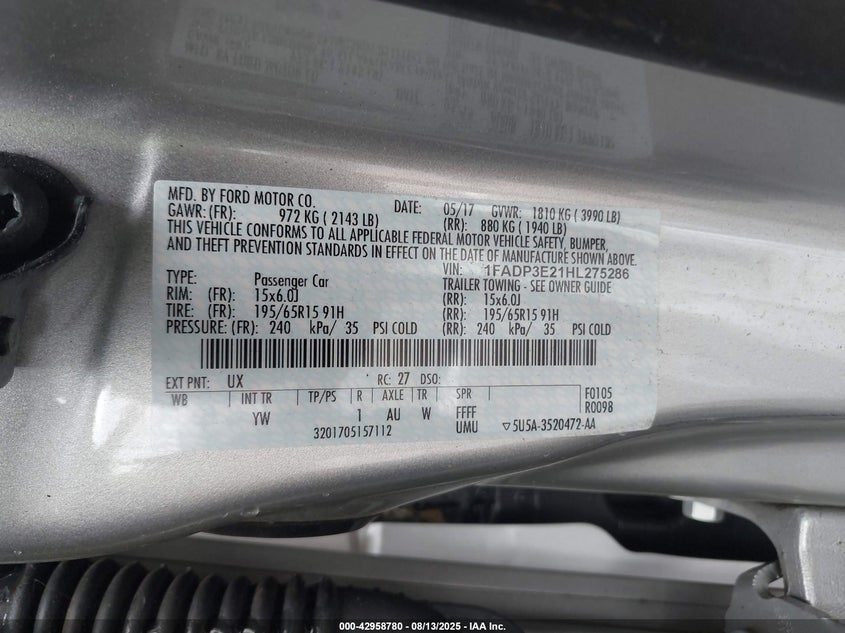 MFD. BY FORD MOTOR CO. DATE: 05/17 GVWR: 1810 KG ( 3990 LB)
GAWR: (FR): 972 KG ( 2143 LB) (RR): 880 KG ( 1940 LB)
THIS VEHICLE CONFORMS TO ALL APPLICABLE FEDERAL MOTOR VEHICLE SAFETY, BUMPER,
AND THEFT PREVENTION STANDARDS IN EFFECT ON THE DATE OF MANUFACTURE SHOWN ABOVE.
VIN: 1FADP3E21HL275286
TYPE: Passenger Car TRAILER TOWING - SEE OWNER GUIDE
RIM: (FR): 15x6.0J (RR): 15x6.0J
TIRE: (FR): 195/65R15 91H (RR): 195/65R15 91H
PRESSURE: (FR): 240 kPa/ 35 PSI COLD (RR): 240 kPa/ 35 PSI COLD
EXT PNT: UX RC: 27 DSO:
WB INT TR TP/PS R AXLE TR SPR F0105
YW 1 AU W FFFF R0098
3201705157112 UMU ▽5U5A-3520472-AA
000-42958780 - 08/13/2025 - IAA Inc.